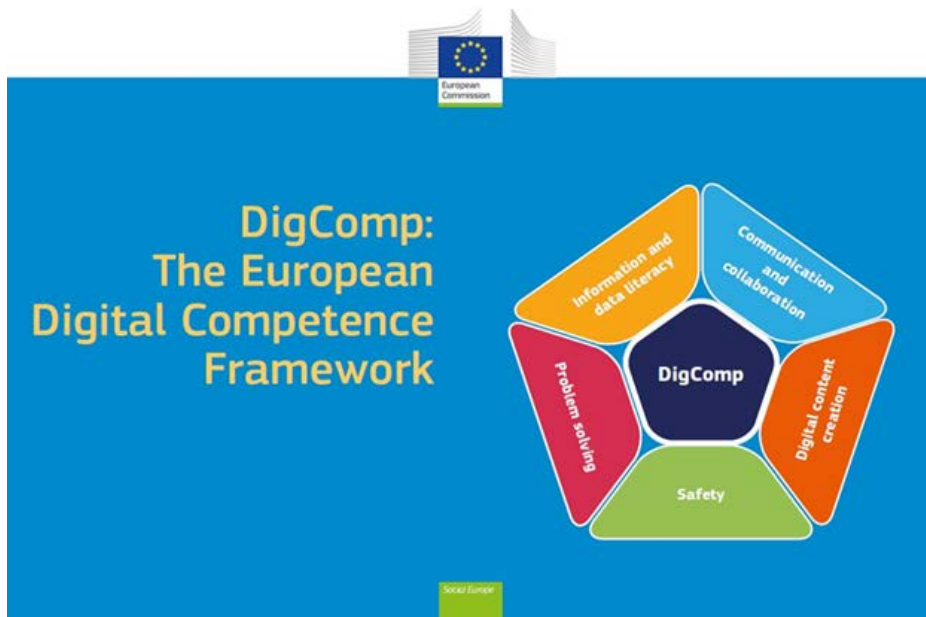 European
Commission
DigComp:
The European
Digital Competence
Framework
Information and
data literacy
Communication
and
collaboration
Problem solving
DigComp
Digital content
creation
Safety
Social Europe